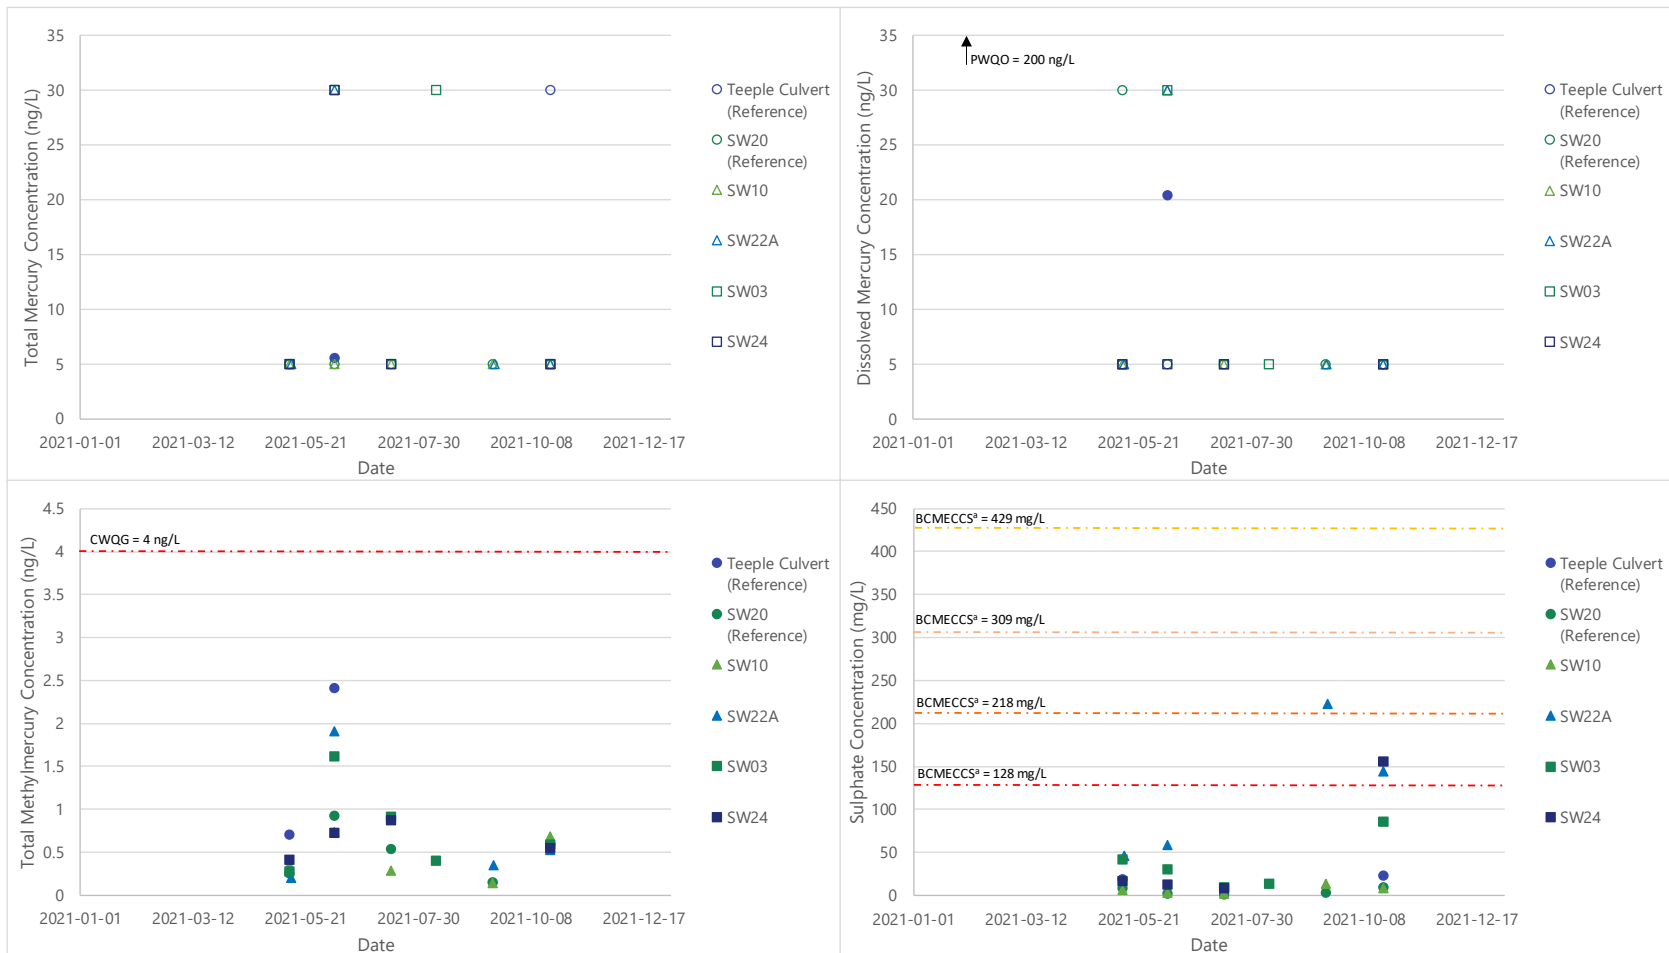 35
30
25
20
15
10
5
0
Total Mercury Concentration (ng/L)
2021-01-01 2021-03-12 2021-05-21 2021-07-30 2021-10-08 2021-12-17
Date
Teeple Culvert
(Reference)
SW20
(Reference)
SW10
SW22A
SW03
SW24
35
30
25
20
15
10
5
0
Dissolved Mercury Concentration (ng/L)
PWQO = 200 ng/L
2021-01-01 2021-03-12 2021-05-21 2021-07-30 2021-10-08 2021-12-17
Date
Teeple Culvert
(Reference)
SW20
(Reference)
SW10
SW22A
SW03
SW24
4.5
4
3.5
3
2.5
2
1.5
1
0.5
0
Total Methylmercury Concentration (ng/L)
CWQG = 4 ng/L
2021-01-01 2021-03-12 2021-05-21 2021-07-30 2021-10-08 2021-12-17
Date
Teeple Culvert
(Reference)
SW20
(Reference)
SW10
SW22A
SW03
SW24
450
400
350
300
250
200
150
100
50
0
Sulphate Concentration (mg/L)
BCMECCSᵃ = 429 mg/L
BCMECCSᵃ = 309 mg/L
BCMECCSᵃ = 218 mg/L
BCMECCSᵃ = 128 mg/L
2021-01-01 2021-03-12 2021-05-21 2021-07-30 2021-10-08 2021-12-17
Date
Teeple Culvert
(Reference)
SW20
(Reference)
SW10
SW22A
SW03
SW24